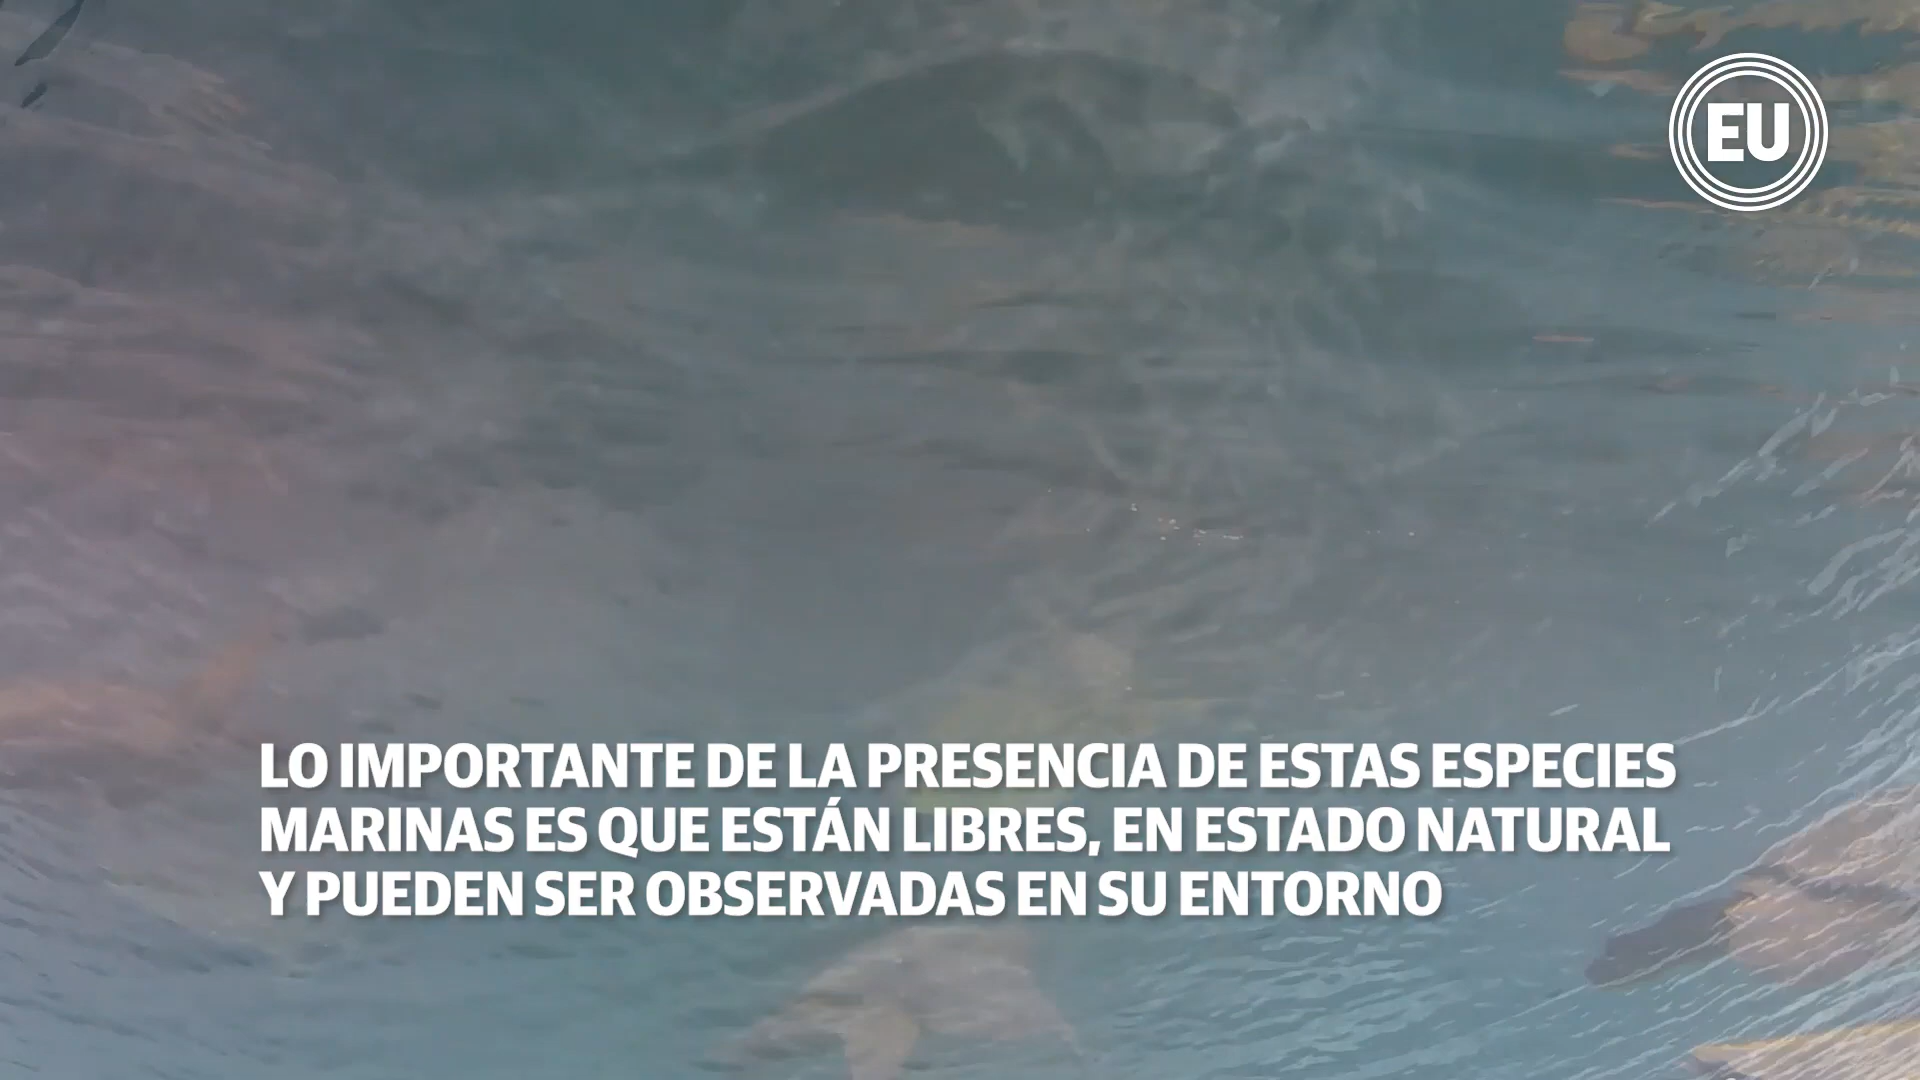 EU
LO IMPORTANTE DE LA PRESENCIA DE ESTAS ESPECIES
MARINAS ES QUE ESTÁN LIBRES, EN ESTADO NATURAL
Y PUEDEN SER OBSERVADAS EN SU ENTORNO